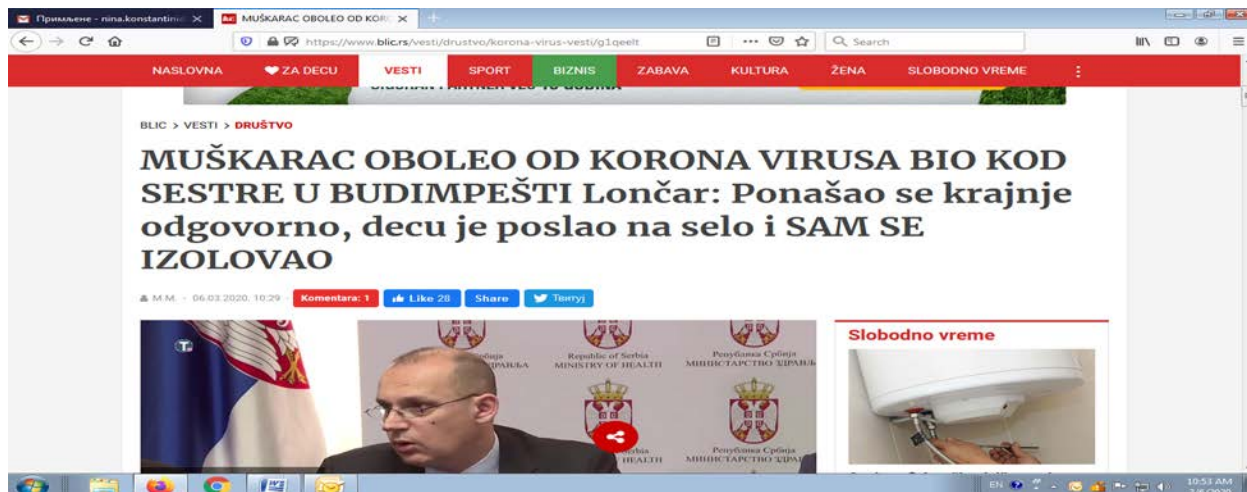 Примљене - nina.konstantini
MUŠKARAC OBOLEO OD KOR
https://www.blic.rs/vesti/drustvo/korona-virus-vesti/g1qeelt
Search
NASLOVNA ZA DECU VESTI SPORT BIZNIS ZABAVA KULTURA ŽENA SLOBODNO VREME
BLIC > VESTI > DRUŠTVO
MUŠKARAC OBOLEO OD KORONA VIRUSA BIO KOD
SESTRE U BUDIMPEŠTI Lončar: Ponašao se krajnje
odgovorno, decu je poslao na selo i SAM SE
IZOLOVAO
M.M. - 06.03.2020. 10:29 Komentara: 1 Like 28 Share Твитуј
Slobodno vreme
Republic of Serbia Република Србија
MINISTRY OF HEALTH МИНИСТАРСТВО ЗДРАВЉ
HEALTH
EN 10:53 AM